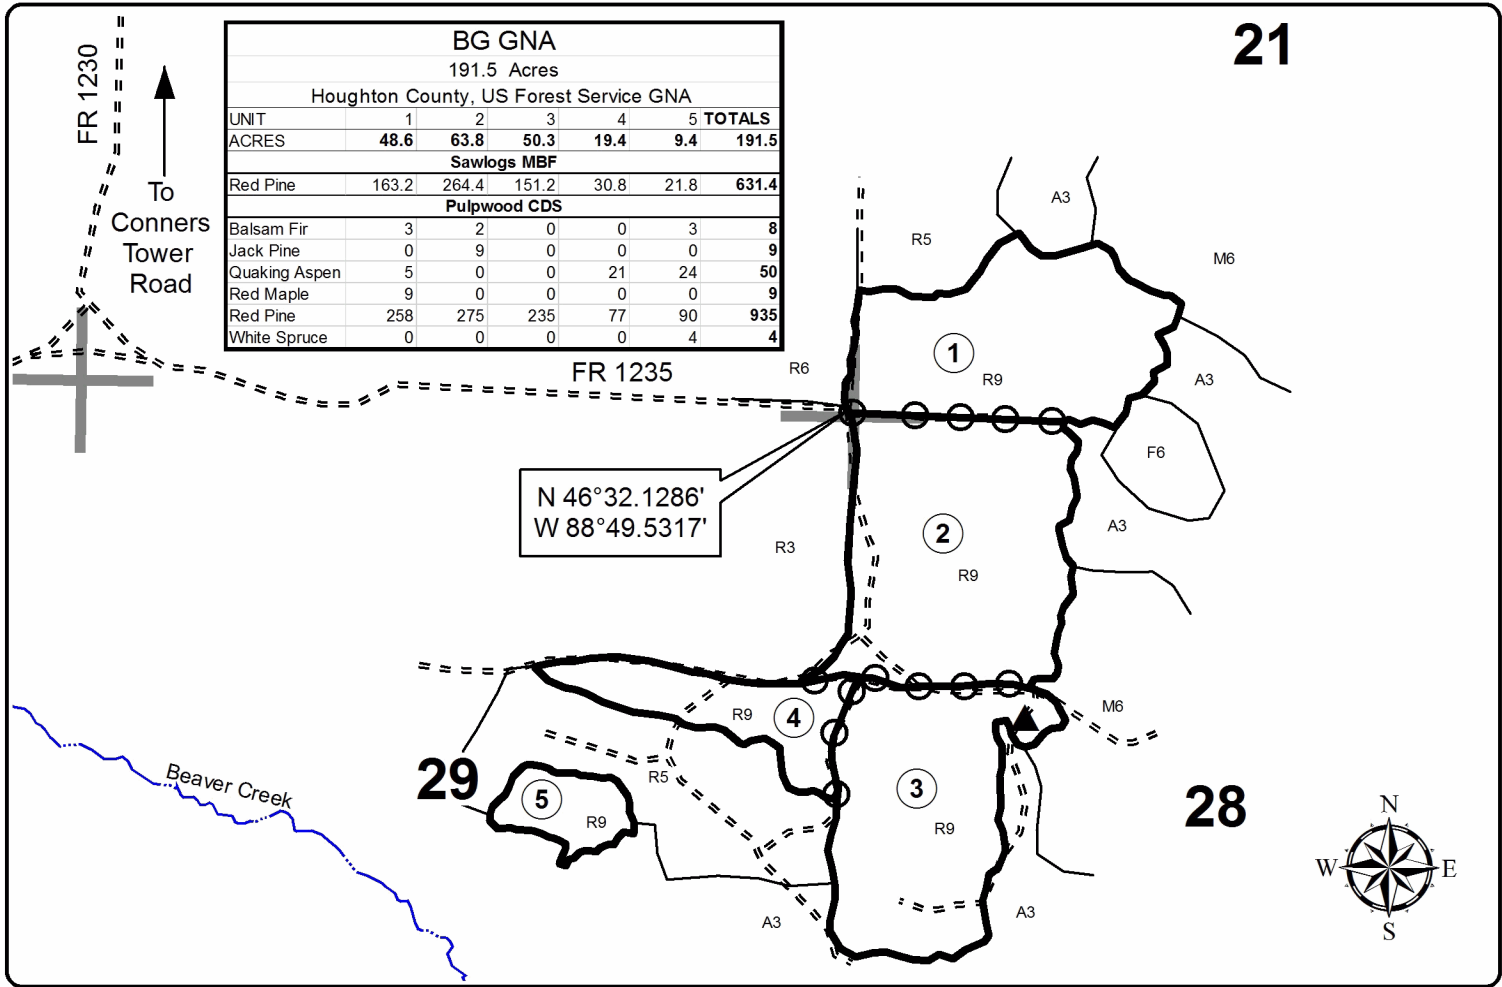 21
FR 1230
To
Conners
Tower
Road
BG GNA
191.5 Acres
Houghton County, US Forest Service GNA
UNIT 1 2 3 4 5 TOTALS
ACRES 48.6 63.8 50.3 19.4 9.4 191.5
Sawlogs MBF
Red Pine 163.2 264.4 151.2 30.8 21.8 631.4
Pulpwood CDS
Balsam Fir 3 2 0 0 3 8
Jack Pine 0 9 0 0 0 9
Quaking Aspen 5 0 0 21 24 50
Red Maple 9 0 0 0 0 9
Red Pine 258 275 235 77 90 935
White Spruce 0 0 0 0 4 4
A3
R5
M6
1
R9
R6
FR 1235
A3
F6
N 46°32.1286'
W 88°49.5317'
A3
2
R3
R9
M6
R9
4
29
R5
3
5
R9
R9
Beaver Creek
28
A3
A3
N
W
E
S